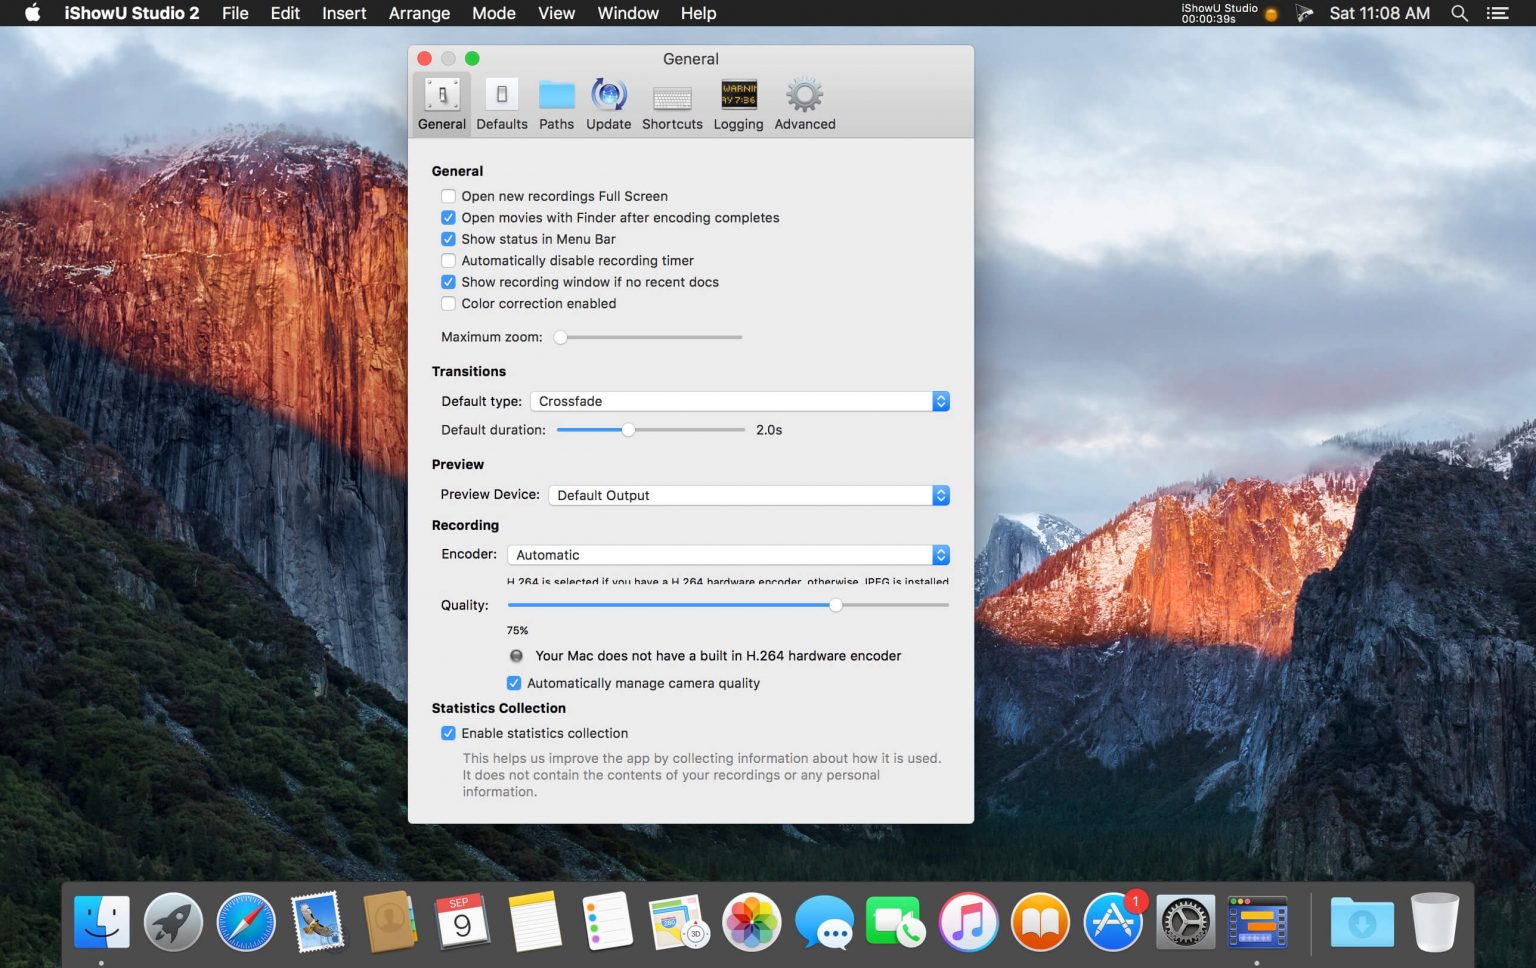 iShowU Studio 2 File Edit Insert Arrange Mode View Window Help
iShowU Studio
00:00:39s
Sat 11:08 AM
General
General Defaults Paths Update Shortcuts Logging Advanced
WARNIN
AY 7:36
General
Open new recordings Full Screen
Open movies with Finder after encoding completes
Show status in Menu Bar
Automatically disable recording timer
Show recording window if no recent docs
Color correction enabled
Maximum zoom:
Transitions
Default type: Crossfade
Default duration: 2.0s
Preview
Preview Device: Default Output
Recording
Encoder: Automatic
H.264 is selected if you have a H.264 hardware encoder, otherwise JPEG is installed
Quality:
75%
Your Mac does not have a built in H.264 hardware encoder
Automatically manage camera quality
Statistics Collection
Enable statistics collection
This helps us improve the app by collecting information about how it is used.
It does not contain the contents of your recordings or any personal
information.
SEP
9
3D
1